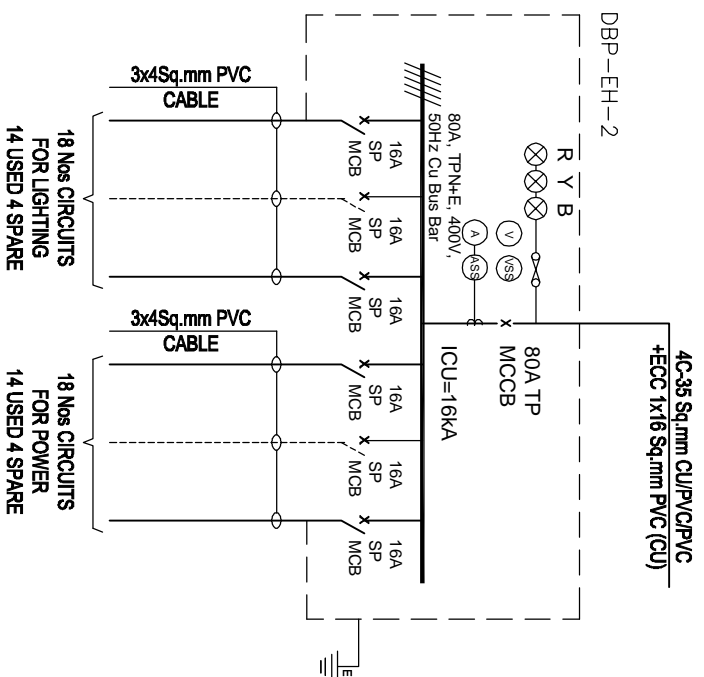 DBP-EH-2
4C-35 Sq.mm CU/PVC/PVC
+ECC 1x16 Sq.mm PVC (CU)
R Y B
V
VSS
A
ASS
80A TP
MCCB
ICU=16kA
80A, TPN+E, 400V,
50Hz Cu Bus Bar
16A
SP
MCB
16A
SP
MCB
16A
SP
MCB
16A
SP
MCB
16A
SP
MCB
16A
SP
MCB
3x4Sq.mm PVC
CABLE
3x4Sq.mm PVC
CABLE
18 Nos CIRCUITS
FOR LIGHTING
14 USED 4 SPARE
18 Nos CIRCUITS
FOR POWER
14 USED 4 SPARE
E